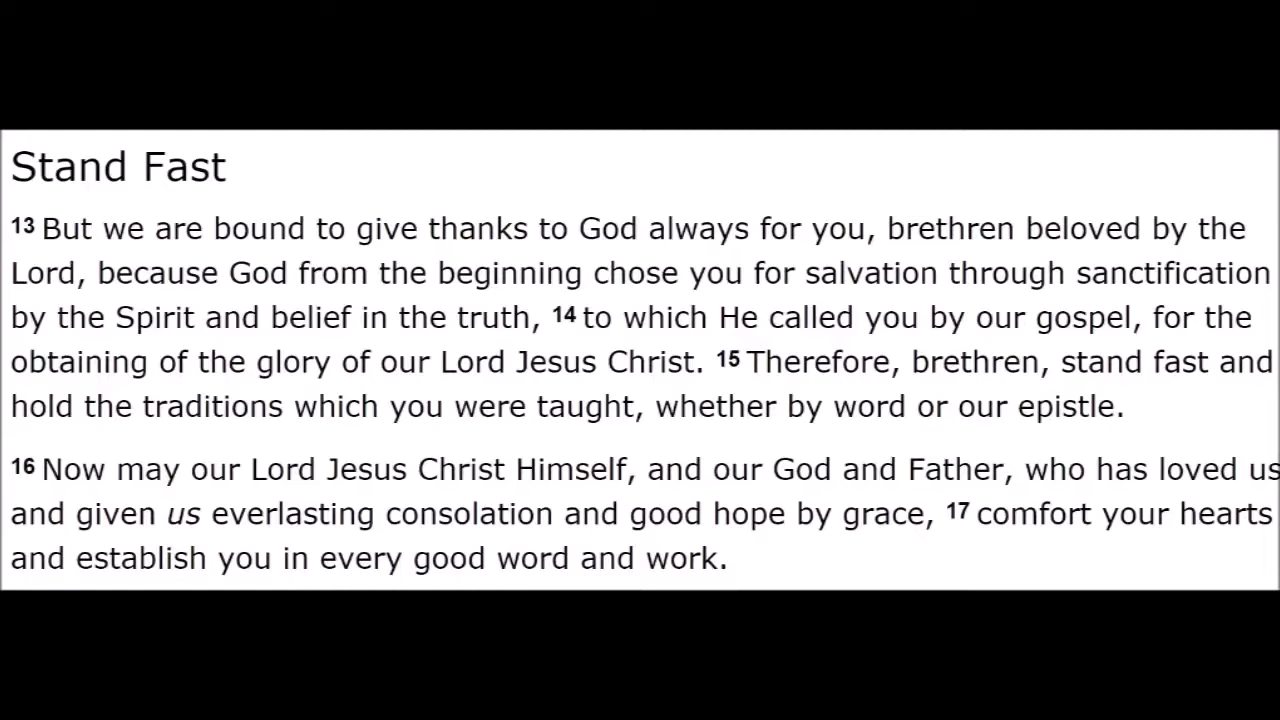 Stand Fast
13 But we are bound to give thanks to God always for you, brethren beloved by the
Lord, because God from the beginning chose you for salvation through sanctification
by the Spirit and belief in the truth, 14 to which He called you by our gospel, for the
obtaining of the glory of our Lord Jesus Christ. 15 Therefore, brethren, stand fast and
hold the traditions which you were taught, whether by word or our epistle.
16 Now may our Lord Jesus Christ Himself, and our God and Father, who has loved us
and given us everlasting consolation and good hope by grace, 17 comfort your hearts
and establish you in every good word and work.